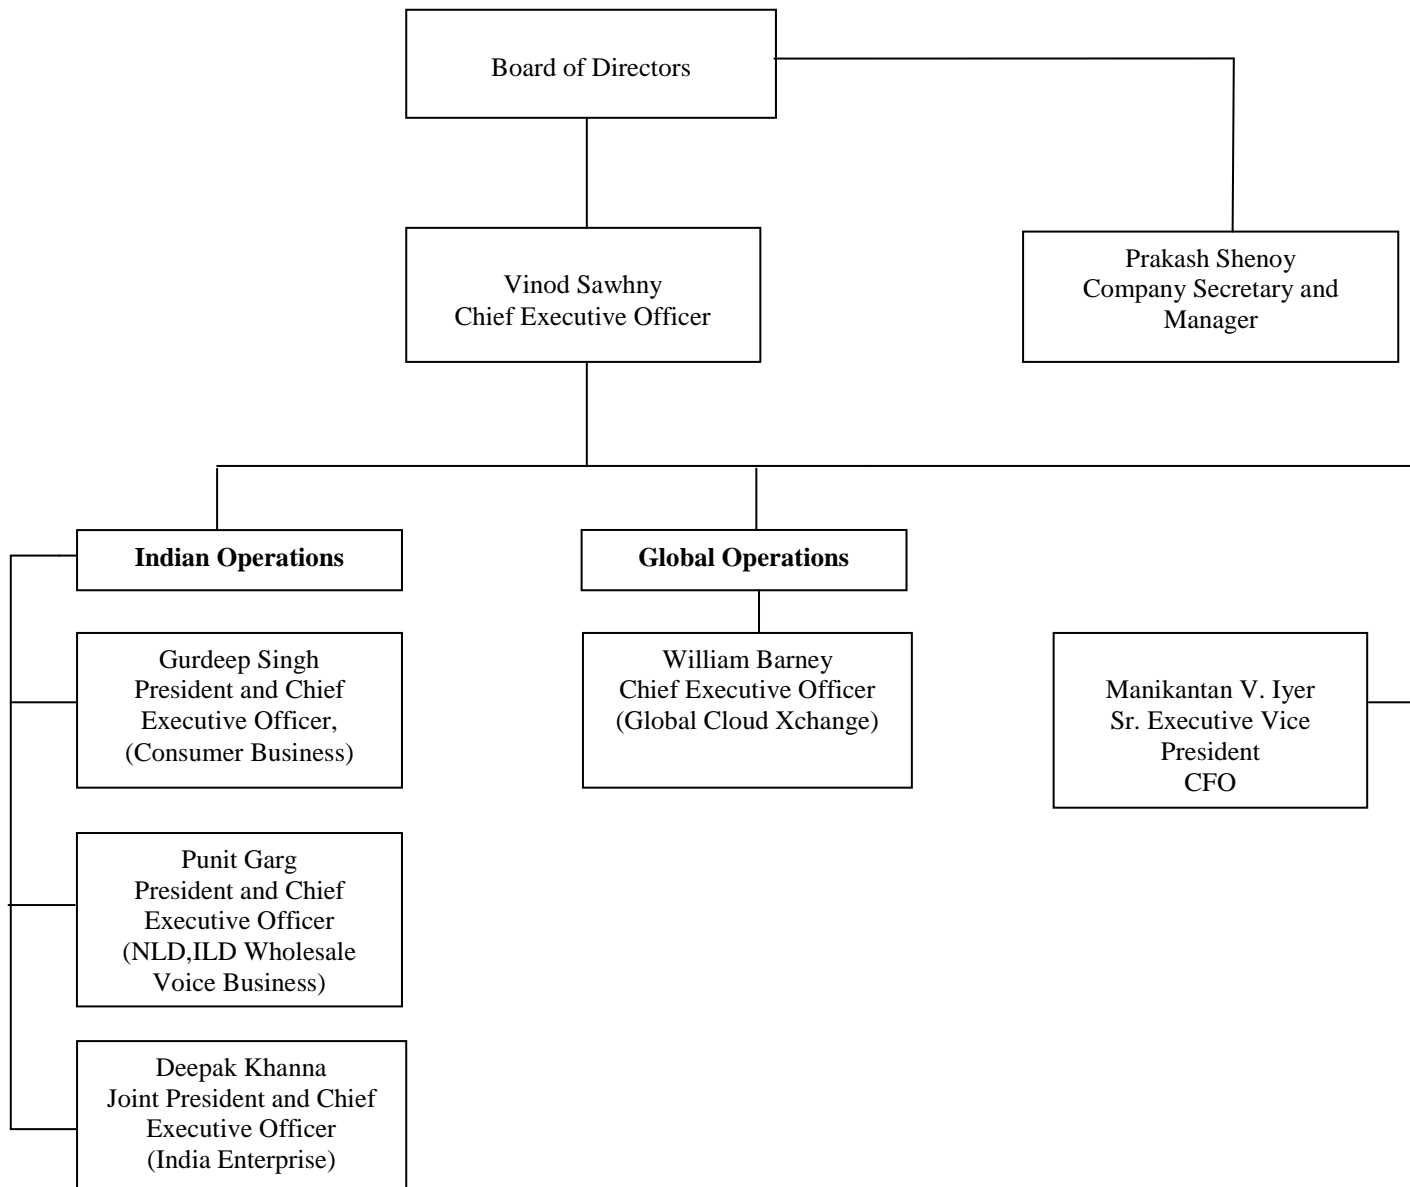 Board of Directors
Vinod Sawhny
Chief Executive Officer
Prakash Shenoy
Company Secretary and
Manager
Indian Operations
Global Operations
Gurdeep Singh
President and Chief
Executive Officer,
(Consumer Business)
William Barney
Chief Executive Officer
(Global Cloud Xchange)
Manikantan V. Iyer
Sr. Executive Vice
President
CFO
Punit Garg
President and Chief
Executive Officer
(NLD,ILD Wholesale
Voice Business)
Deepak Khanna
Joint President and Chief
Executive Officer
(India Enterprise)